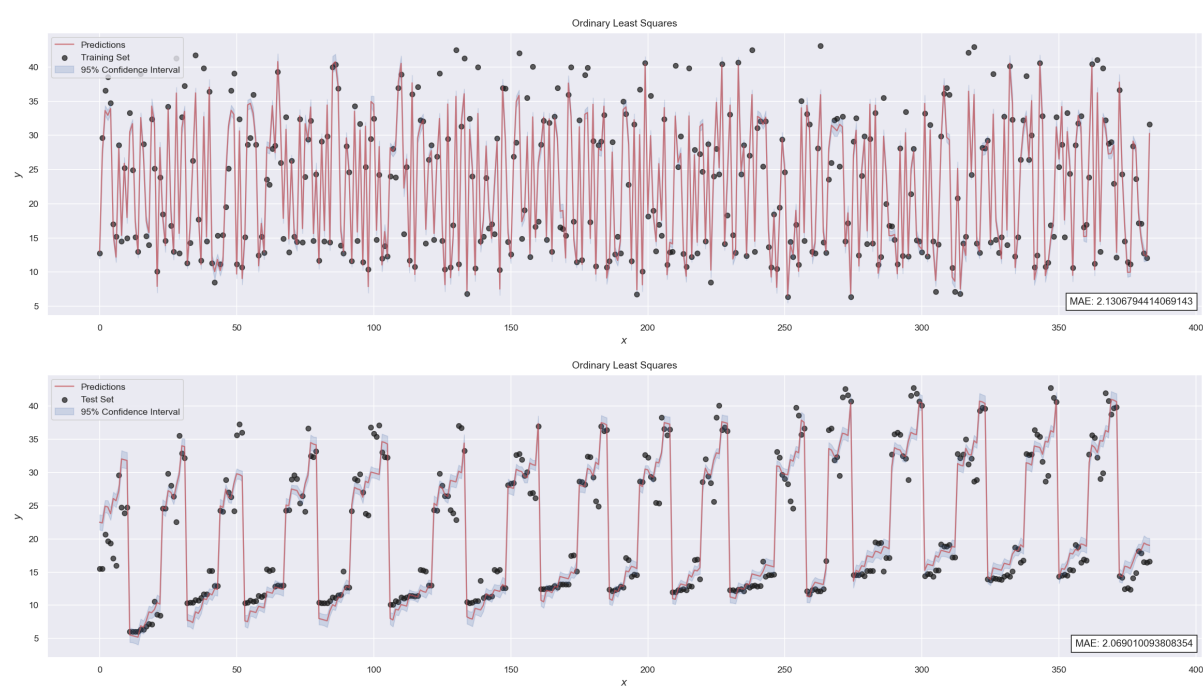 Ordinary Least Squares
Predictions
Training Set
95% Confidence Interval
40
35
30
25
20
15
10
5
y
MAE: 2.1306794414069143
0 50 100 150 200 250 300 350 400
x
Ordinary Least Squares
Predictions
Test Set
95% Confidence Interval
40
35
30
25
20
15
10
5
y
MAE: 2.069010093808354
0 50 100 150 200 250 300 350 400
x